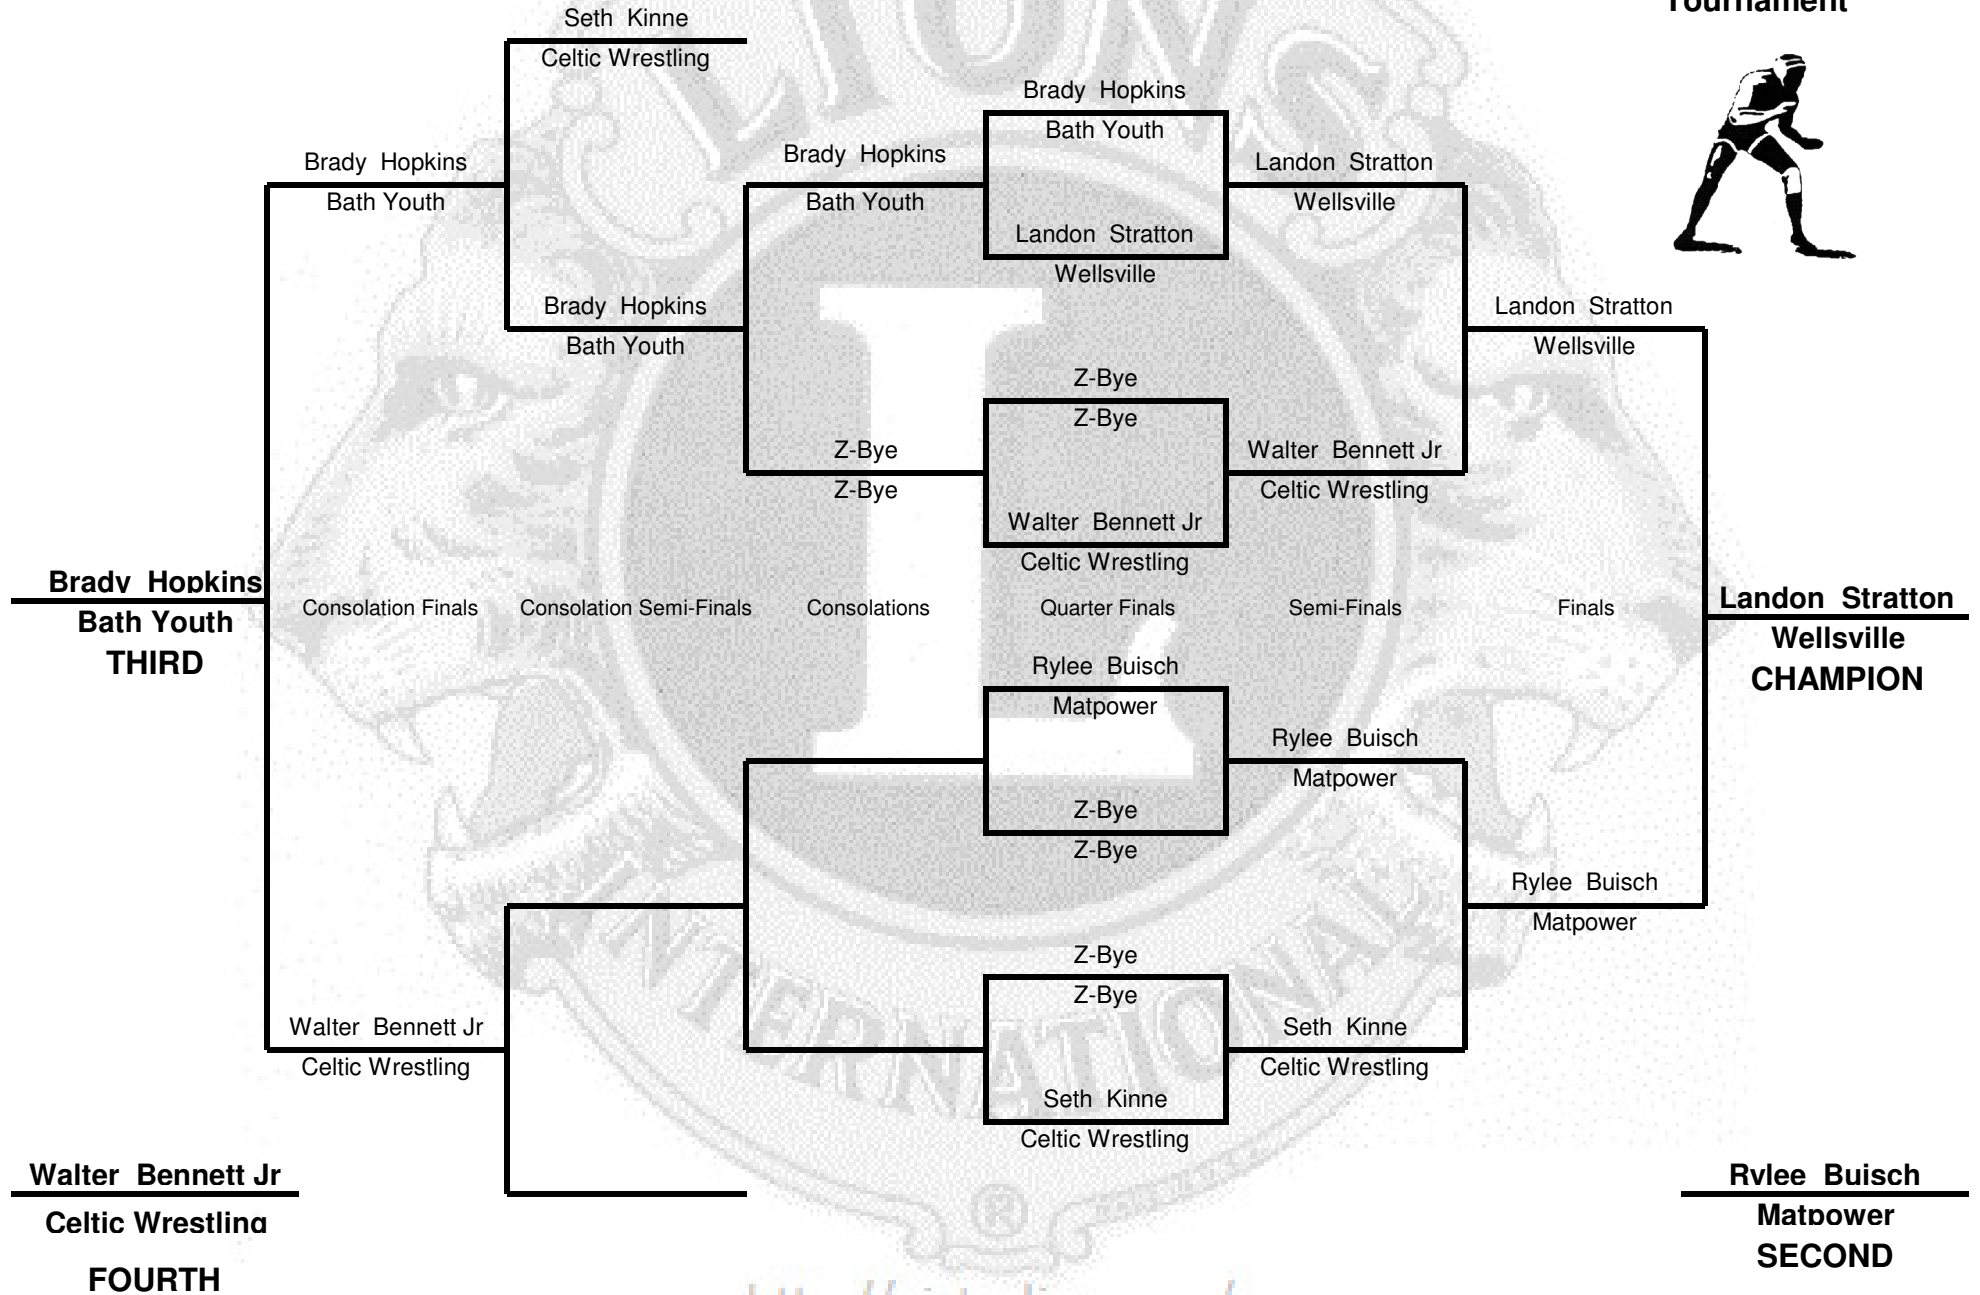 Tournament
Seth Kinne
Celtic Wrestling
Brady Hopkins
Bath Youth
Brady Hopkins
Bath Youth
Brady Hopkins
Bath Youth
Landon Stratton
Wellsville
Landon Stratton
Wellsville
Brady Hopkins
Bath Youth
Landon Stratton
Wellsville
Z-Bye
Z-Bye
Z-Bye
Z-Bye
Walter Bennett Jr
Celtic Wrestling
Walter Bennett Jr
Celtic Wrestling
Brady Hopkins
Bath Youth
THIRD
Consolation Finals
Consolation Semi-Finals
Consolations
Quarter Finals
Semi-Finals
Finals
Landon Stratton
Wellsville
CHAMPION
Rylee Buisch
Matpower
Rylee Buisch
Matpower
Z-Bye
Z-Bye
Rylee Buisch
Matpower
Z-Bye
Z-Bye
Walter Bennett Jr
Celtic Wrestling
Seth Kinne
Celtic Wrestling
Seth Kinne
Celtic Wrestling
Walter Bennett Jr
Celtic Wrestling
FOURTH
Rylee Buisch
Matpower
SECOND
LIONS
L
INTERNATIONAL
®